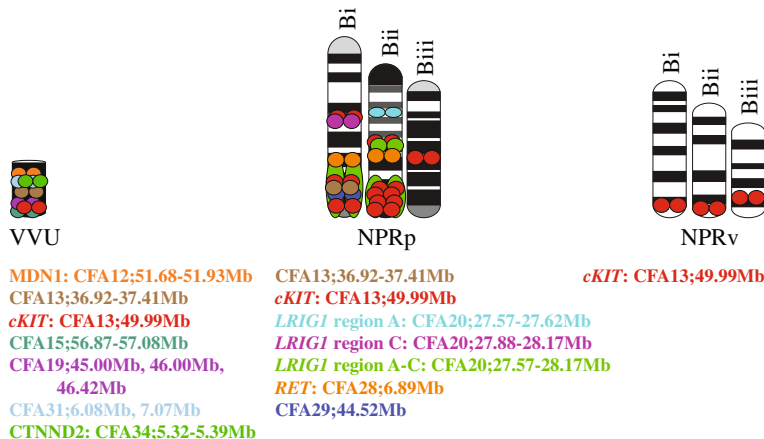 Bi
Bii
Biii
Bi
Bii
Biii
VVU
NPRp
NPRv
MDN1: CFA12;51.68-51.93Mb
CFA13;36.92-37.41Mb
cKIT: CFA13;49.99Mb
CFA15;56.87-57.08Mb
CFA19;45.00Mb, 46.00Mb,
46.42Mb
CFA31;6.08Mb, 7.07Mb
CTNND2: CFA34;5.32-5.39Mb
CFA13;36.92-37.41Mb
cKIT: CFA13;49.99Mb
LRIG1 region A: CFA20;27.57-27.62Mb
LRIG1 region C: CFA20;27.88-28.17Mb
LRIG1 region A-C: CFA20;27.57-28.17Mb
RET: CFA28;6.89Mb
CFA29;44.52Mb
cKIT: CFA13;49.99Mb